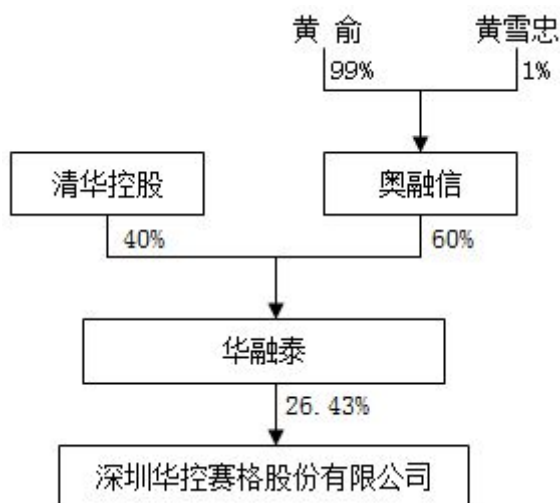 黄 俞 黄雪忠
99% 1%
清华控股 奥融信
40% 60%
华融泰
26.43%
深圳华控赛格股份有限公司